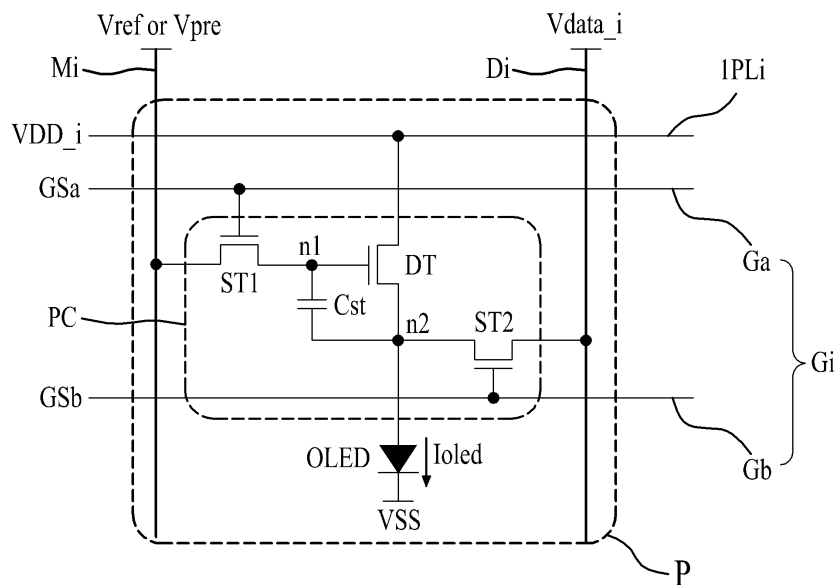 Vref or Vpre
Vdata_i
Mi
Di
1PLi
VDD_i
GSa
n1
DT
Ga
ST1
Cst
PC
n2
ST2
Gi
GSb
OLED
Ioled
Gb
VSS
P